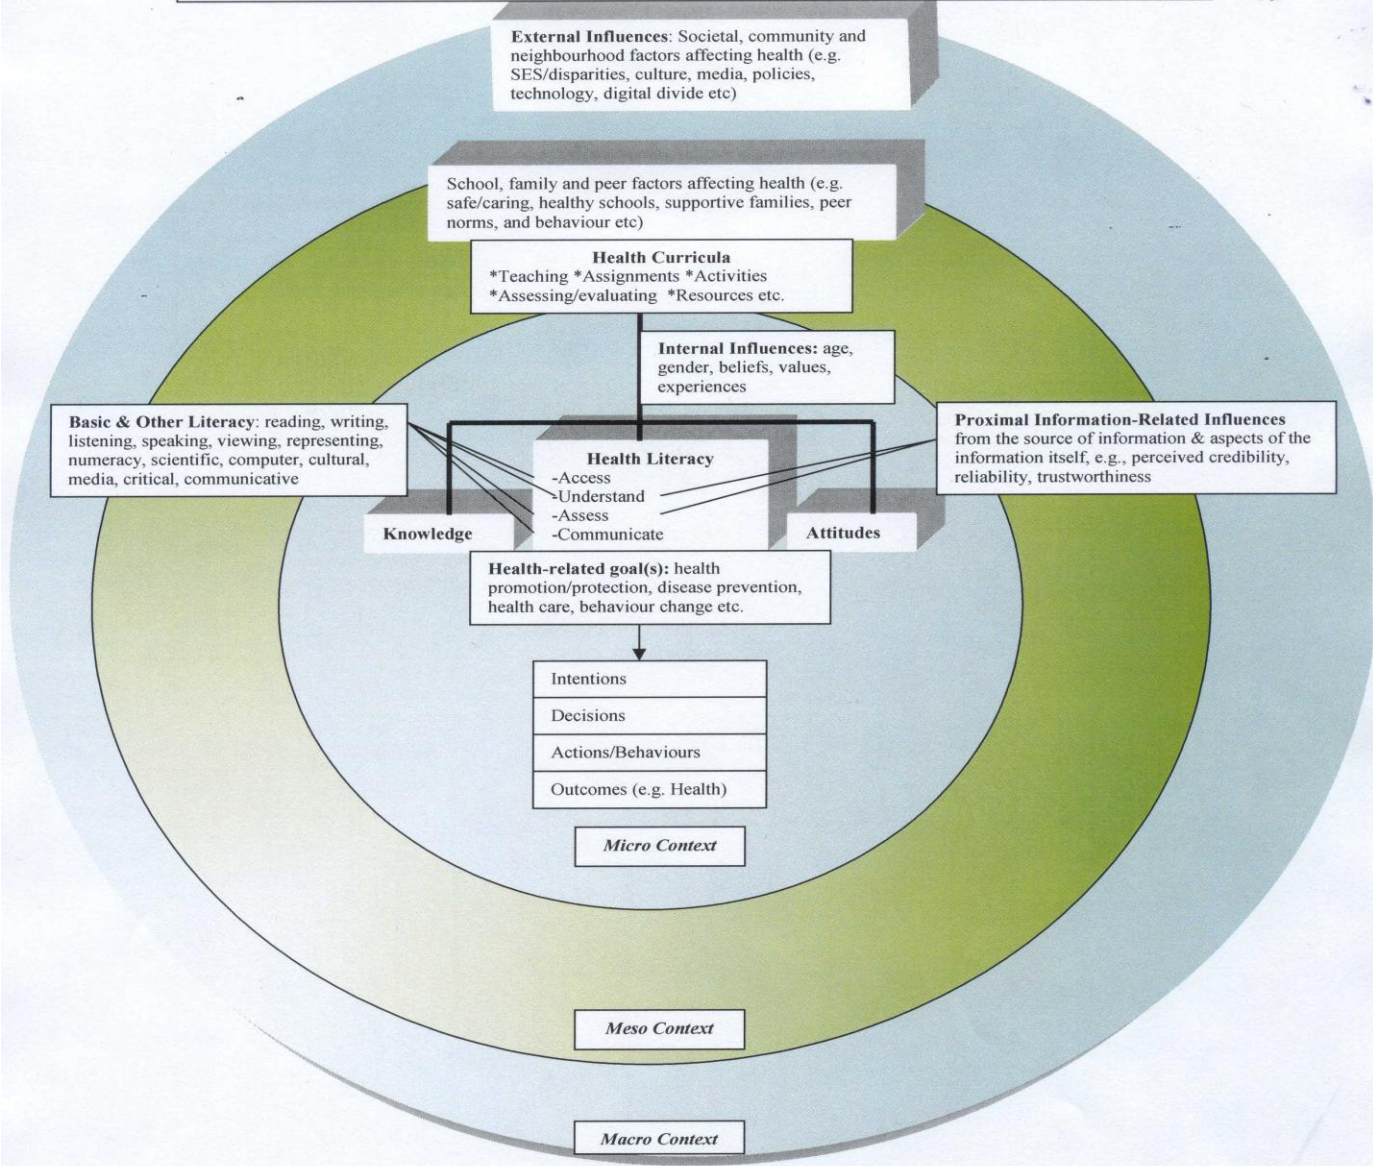 External Influences: Societal, community and
neighbourhood factors affecting health (e.g.
SES/disparities, culture, media, policies,
technology, digital divide etc)
School, family and peer factors affecting health (e.g.
safe/caring, healthy schools, supportive families, peer
norms, and behaviour etc)
Health Curricula
*Teaching *Assignments *Activities
*Assessing/evaluating *Resources etc.
Internal Influences: age,
gender, beliefs, values,
experiences
Basic & Other Literacy: reading, writing,
listening, speaking, viewing, representing,
numeracy, scientific, computer, cultural,
media, critical, communicative
Proximal Information-Related Influences
from the source of information & aspects of the
information itself, e.g., perceived credibility,
reliability, trustworthiness
Health Literacy
-Access
-Understand
-Assess
-Communicate
Knowledge
Attitudes
Health-related goal(s): health
promotion/protection, disease prevention,
health care, behaviour change etc.
Intentions
Decisions
Actions/Behaviours
Outcomes (e.g. Health)
Micro Context
Meso Context
Macro Context